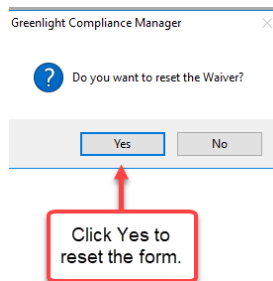 Greenlight Compliance Manager
Do you want to reset the Waiver?
Yes
No
Click Yes to
reset the form.